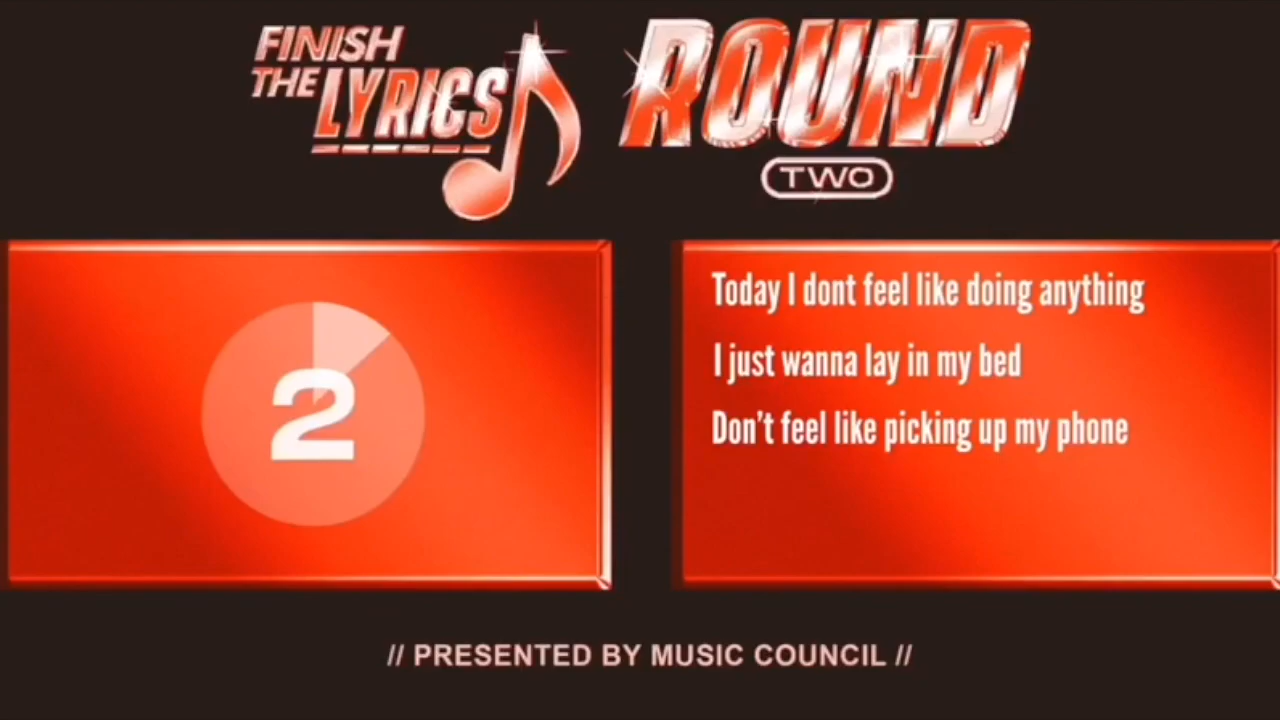 FINISH
THE LYRICS
ROUND
TWO
2
Today I dont feel like doing anything
I just wanna lay in my bed
Don't feel like picking up my phone
// PRESENTED BY MUSIC COUNCIL //